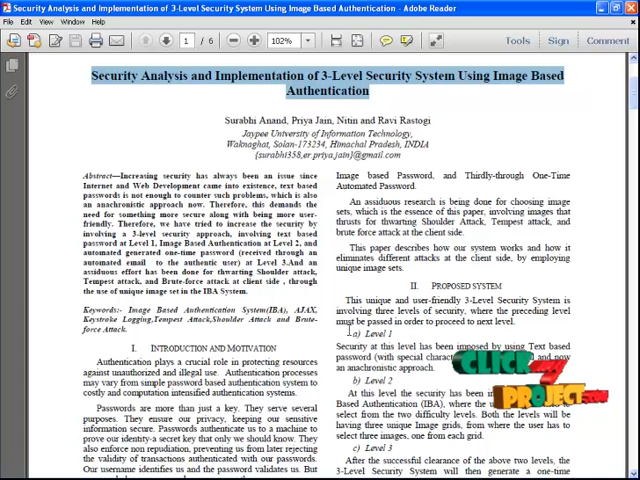 Security Analysis and Implementation of 3-Level Security System Using Image Based Authentication - Adobe Reader
File Edit View Window Help
1 / 6
102%
Tools Sign Comment
Security Analysis and Implementation of 3-Level Security System Using Image Based
Authentication
Surabhi Anand, Priya Jain, Nitin and Ravi Rastogi
Jaypee University of Information Technology,
Waknaghat, Solan-173234, Himachal Pradesh, INDIA
{surabhi358,er.priya.jain}@gmail.com
Abstract—Increasing security has always been an issue since
Internet and Web Development came into existence, text based
passwords is not enough to counter such problems, which is also
an anachronistic approach now. Therefore, this demands the
need for something more secure along with being more user-
friendly. Therefore, we have tried to increase the security by
involving a 3-level security approach, involving text based
password at Level 1, Image Based Authentication at Level 2, and
automated generated one-time password (received through an
automated email to the authentic user) at Level 3.And an
assiduous effort has been done for thwarting Shoulder attack,
Tempest attack, and Brute-force attack at client side , through
the use of unique image set in the IBA System.
Keywords:- Image Based Authentication System(IBA), AJAX,
Keystroke Logging,Tempest Attack,Shoulder Attack and Brute-
force Attack.
I. INTRODUCTION AND MOTIVATION
Authentication plays a crucial role in protecting resources
against unauthorized and illegal use. Authentication processes
may vary from simple password based authentication system to
costly and computation intensified authentication systems.
Passwords are more than just a key. They serve several
purposes. They ensure our privacy, keeping our sensitive
information secure. Passwords authenticate us to a machine to
prove our identity-a secret key that only we should know. They
also enforce non repudiation, preventing us from later rejecting
the validity of transactions authenticated with our passwords.
Our username identifies us and the password validates us. But
Image based Password, and Thirdly-through One-Time
Automated Password.
An assiduous research is being done for choosing image
sets, which is the essence of this paper, involving images that
thrusts for thwarting Shoulder Attack, Tempest attack, and
brute force attack at the client side.
This paper describes how our system works and how it
eliminates different attacks at the client side, by employing
unique image sets.
II. PROPOSED SYSTEM
This unique and user-friendly 3-Level Security System is
involving three levels of security, where the preceding level
must be passed in order to proceed to next level.
a) Level 1
Security at this level has been imposed by using Text based
password (with special charact and now
an anachronistic approach.
b) Level 2
At this level the security has been im
Based Authentication (IBA), where the u
select from the two difficulty levels. Both the levels will be
having three unique Image grids, from where the user has to
select three images, one from each grid.
c) Level 3
After the successful clearance of the above two levels, the
3-Level Security System will then generate a one-time
CLICK my
PROJECT.COM